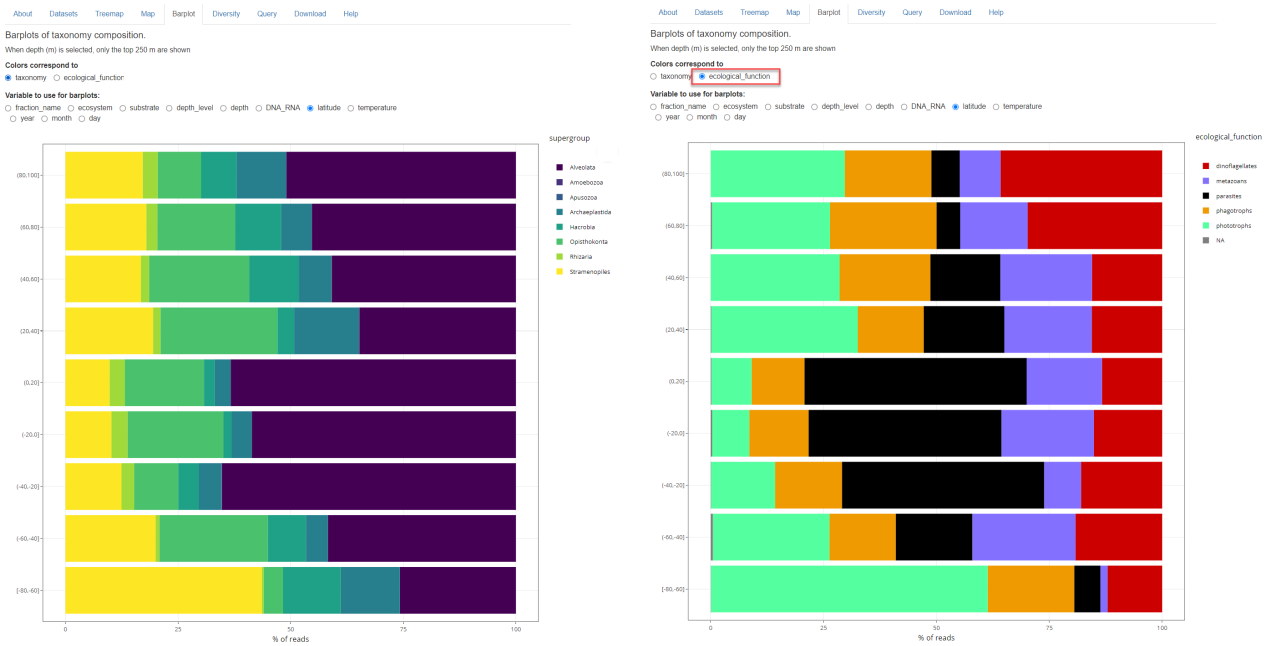 About Datasets Treemap Map Barplot Diversity Query Download Help
Barplots of taxonomy composition.
When depth (m) is selected, only the top 250 m are shown
Colors correspond to
taxonomy ecological_function
Variable to use for barplots:
fraction_name ecosystem substrate depth_level depth DNA_RNA latitude temperature
year month day
supergroup
Alveolata
Amoebozoa
Apusozoa
Archaeplastida
Hacrobia
Opisthokonta
Rhizaria
Stramenopiles
(80,100]
(60,80]
(40,60]
(20,40]
(0,20]
(-20,0]
(-40,-20]
(-60,-40]
[-80,-60]
0 25 50 75 100
% of reads
About Datasets Treemap Map Barplot Diversity Query Download Help
Barplots of taxonomy composition.
When depth (m) is selected, only the top 250 m are shown
Colors correspond to
taxonomy ecological_function
Variable to use for barplots:
fraction_name ecosystem substrate depth_level depth DNA_RNA latitude temperature
year month day
ecological_function
dinoflagellates
metazoans
parasites
phagotrophs
phototrophs
NA
(80,100]
(60,80]
(40,60]
(20,40]
(0,20]
(-20,0]
(-40,-20]
(-60,-40]
[-80,-60]
0 25 50 75 100
% of reads